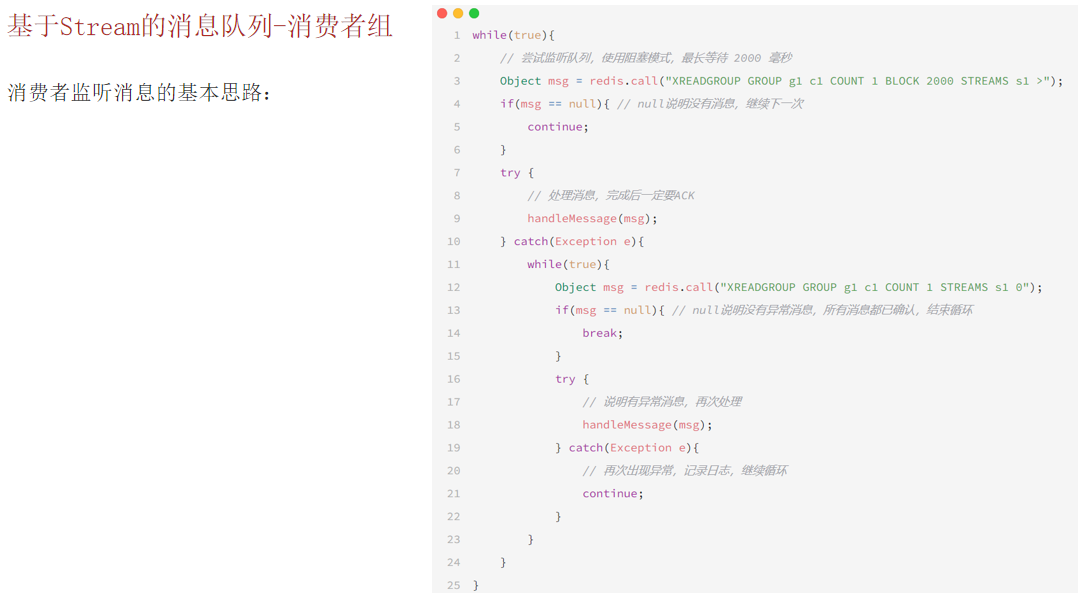 基于Stream的消息队列-消费者组
消费者监听消息的基本思路：
1 while(true){
2     // 尝试监听队列，使用阻塞模式，最长等待 2000 毫秒
3     Object msg = redis.call("XREADGROUP GROUP g1 c1 COUNT 1 BLOCK 2000 STREAMS s1 >");
4     if(msg == null){ // null说明没有消息，继续下一次
5         continue;
6     }
7     try {
8         // 处理消息，完成后一定要ACK
9         handleMessage(msg);
10     } catch(Exception e){
11         while(true){
12             Object msg = redis.call("XREADGROUP GROUP g1 c1 COUNT 1 STREAMS s1 0");
13             if(msg == null){ // null说明没有异常消息，所有消息都已确认，结束循环
14                 break;
15             }
16             try {
17                 // 说明有异常消息，再次处理
18                 handleMessage(msg);
19             } catch(Exception e){
20                 // 再次出现异常，记录日志，继续循环
21                 continue;
22             }
23         }
24     }
25 }